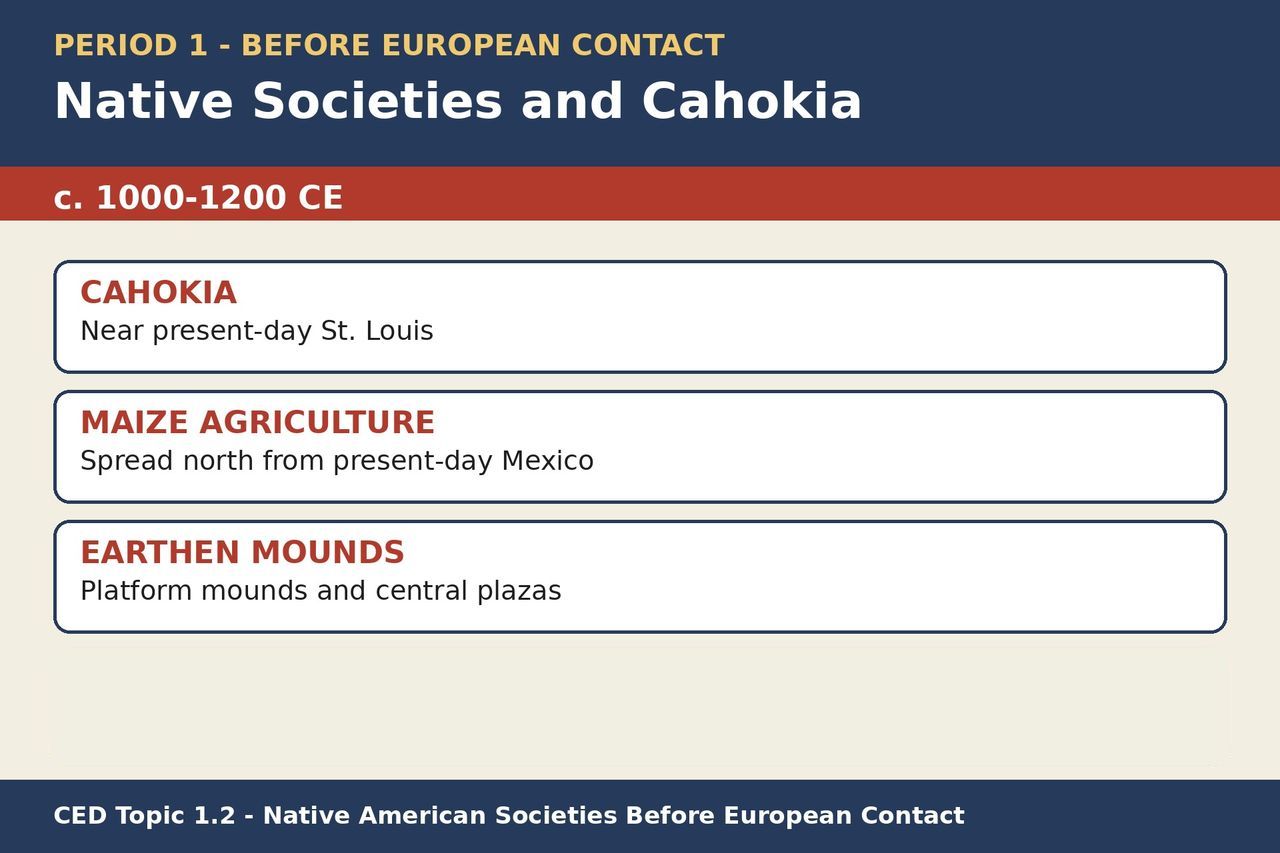 PERIOD 1 - BEFORE EUROPEAN CONTACT
Native Societies and Cahokia
c. 1000-1200 CE
CAHOKIA
Near present-day St. Louis
MAIZE AGRICULTURE
Spread north from present-day Mexico
EARTHEN MOUNDS
Platform mounds and central plazas
CED Topic 1.2 - Native American Societies Before European Contact